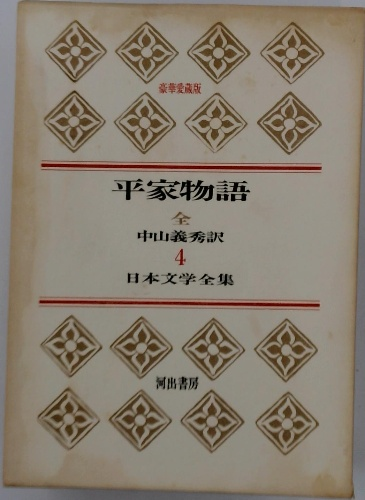 豪華愛蔵版
平家物語
全
中山義秀訳
4
日本文学全集
河出書房